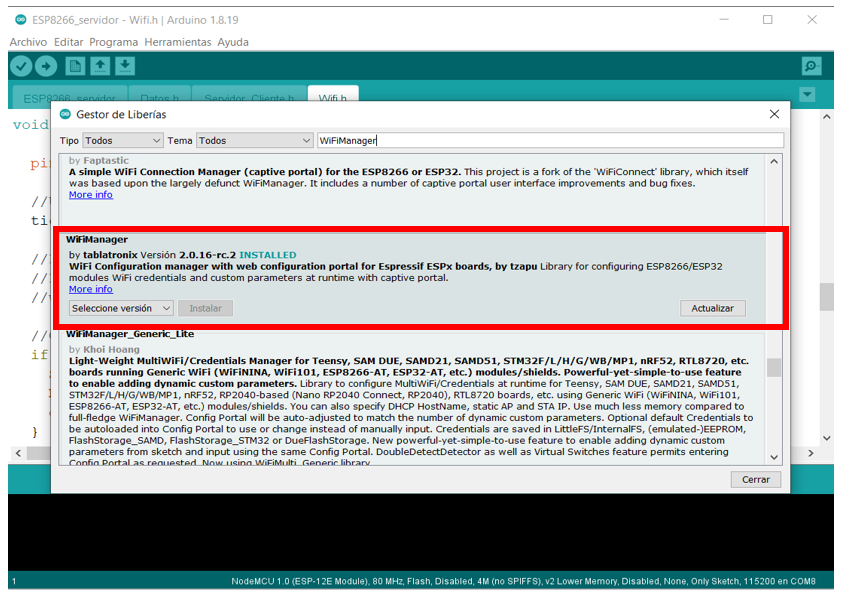 ESP8266_servidor - Wifi.h | Arduino 1.8.19
Archivo Editar Programa Herramientas Ayuda
ESP8266_servidor Datos.h Servidor_Cliente.h Wifi.h
void
Gestor de Liberías
Tipo Todos Tema Todos WiFiManager
by Faptastic
A simple WiFi Connection Manager (captive portal) for the ESP8266 or ESP32. This project is a fork of the 'WiFiConnect' library, which itself
was based upon the largely defunct WiFiManager. It includes a number of captive portal user interface improvements and bug fixes.
More info
WiFiManager
by tablatronix Versión 2.0.16-rc.2 INSTALLED
WiFi Configuration manager with web configuration portal for Espressif ESPx boards, by tzapu Library for configuring ESP8266/ESP32
modules WiFi credentials and custom parameters at runtime with captive portal.
More info
Seleccione versión Instalar Actualizar
WiFiManager_Generic_Lite
by Khoi Hoang
Light-Weight MultiWiFi/Credentials Manager for Teensy, SAM DUE, SAMD21, SAMD51, STM32F/L/H/G/WB/MP1, nRF52, RTL8720, etc.
boards running Generic WiFi (WiFiNINA, WiFi101, ESP8266-AT, ESP32-AT, etc.) modules/shields. Powerful-yet-simple-to-use feature
to enable adding dynamic custom parameters. Library to configure MultiWiFi/Credentials at runtime for Teensy, SAM DUE, SAMD21, SAMD51,
STM32F/L/H/G/WB/MP1, nRF52, RP2040-based (Nano RP2040 Connect, RP2040), RTL8720 boards, etc. using Generic WiFi (WiFiNINA, WiFi101,
ESP8266-AT, ESP32-AT, etc.) modules/shields. You can also specify DHCP HostName, static AP and STA IP. Use much less memory compared to
full-fledge WiFiManager. Config Portal will be auto-adjusted to match the number of dynamic custom parameters. Optional default Credentials to
be autoloaded into Config Portal to use or change instead of manually input. Credentials are saved in LittleFS/InternalFS, (emulated-)EEPROM,
FlashStorage_SAMD, FlashStorage_STM32 or DueFlashStorage. New powerful-yet-simple-to-use feature to enable adding dynamic custom
parameters from sketch and input using the same Config Portal. DoubleDetectDetector as well as Virtual Switches feature permits entering
Config Portal as requested. Now using WiFiMulti_Generic library
Cerrar
pi
//
ti
//
//
//
//
if
}
1 NodeMCU 1.0 (ESP-12E Module), 80 MHz, Flash, Disabled, 4M (no SPIFFS), v2 Lower Memory, Disabled, None, Only Sketch, 115200 en COM8